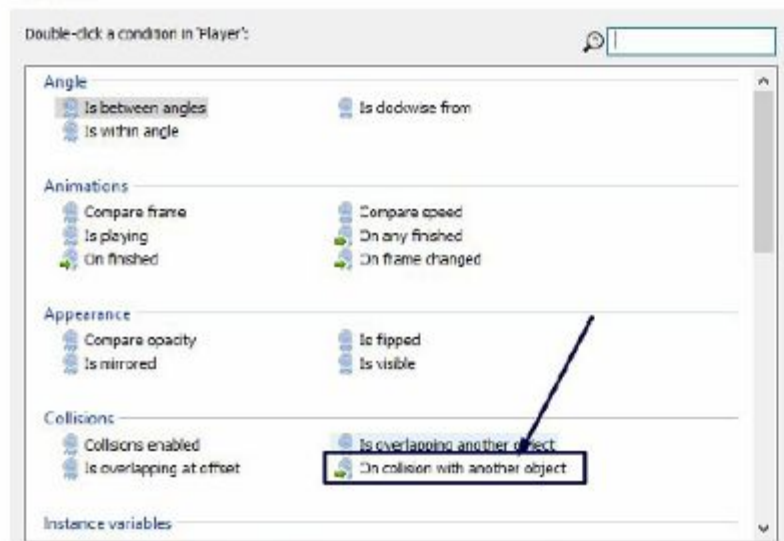 Double-click a condition in 'Player':
Angle
Is between angles
Is clockwise from
Is within angle
Animations
Compare frame
Compare speed
Is playing
On any finished
On finished
On frame changed
Appearance
Compare opacity
Is flipped
Is mirrored
Is visible
Collisions
Collisions enabled
Is overlapping another object
Is overlapping at offset
On collision with another object
Instance variables